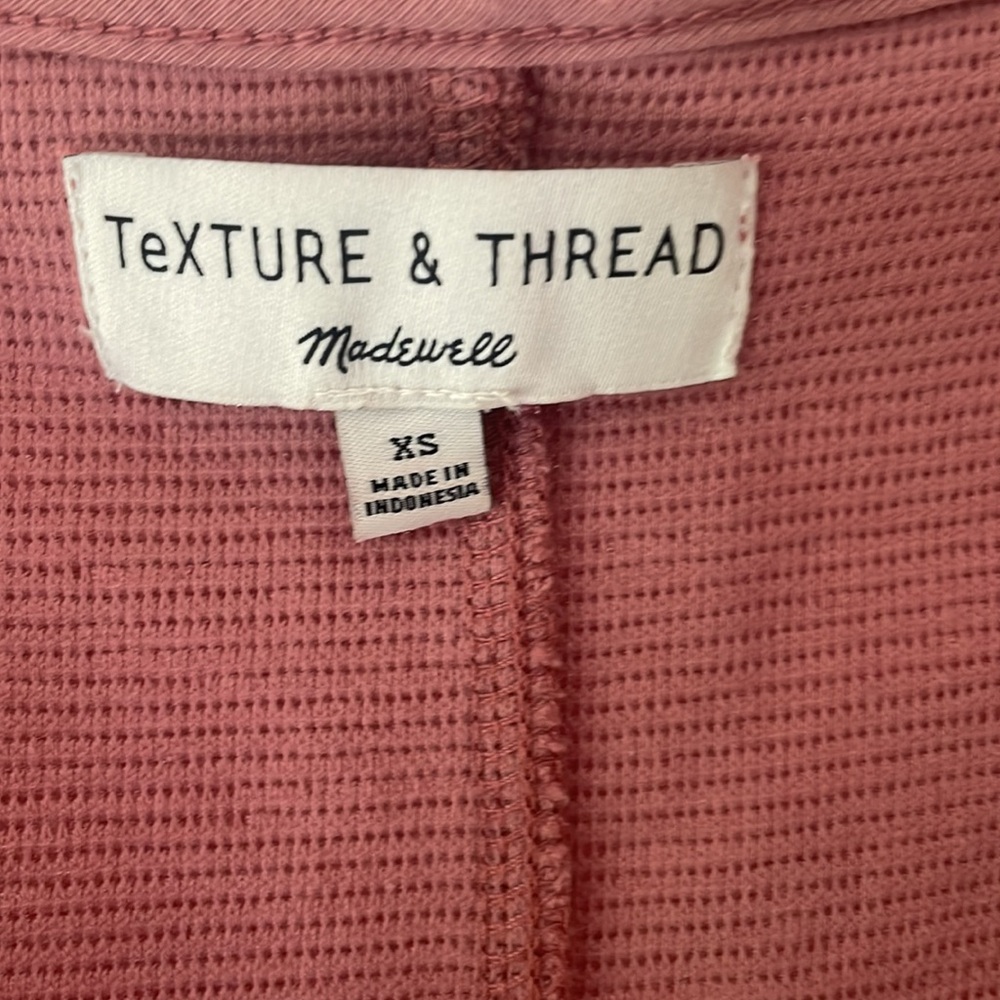 TeXTURE & THREAD
Madewell
XS
MADE IN
INDONESIA